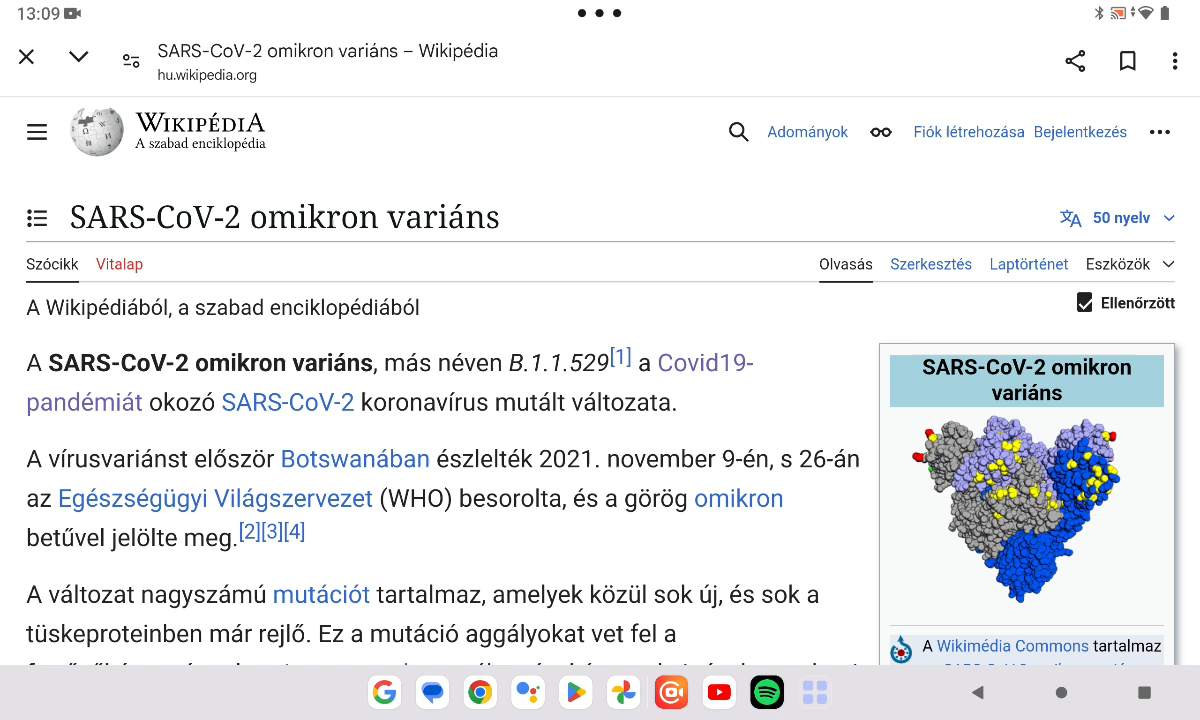 13:09
SARS-CoV-2 omikron variáns – Wikipédia
hu.wikipedia.org
WIKIPÉDIA
A szabad enciklopédia
Adományok
Fiók létrehozása
Bejelentkezés
SARS-CoV-2 omikron variáns
50 nyelv
Szócikk
Vitalap
Olvasás
Szerkesztés
Laptörténet
Eszközök
A Wikipédiából, a szabad enciklopédiából
Ellenőrzött
A SARS-CoV-2 omikron variáns, más néven B.1.1.529[1] a Covid19-
pandémiát okozó SARS-CoV-2 koronavírus mutált változata.
A vírusvariánst először Botswanában észlelték 2021. november 9-én, s 26-án
az Egészségügyi Világszervezet (WHO) besorolta, és a görög omikron
betűvel jelölte meg.[2][3][4]
A változat nagyszámú mutációt tartalmaz, amelyek közül sok új, és sok a
tüskeproteinben már rejlő. Ez a mutáció aggályokat vet fel a
SARS-CoV-2 omikron
variáns
A Wikimédia Commons tartalmaz